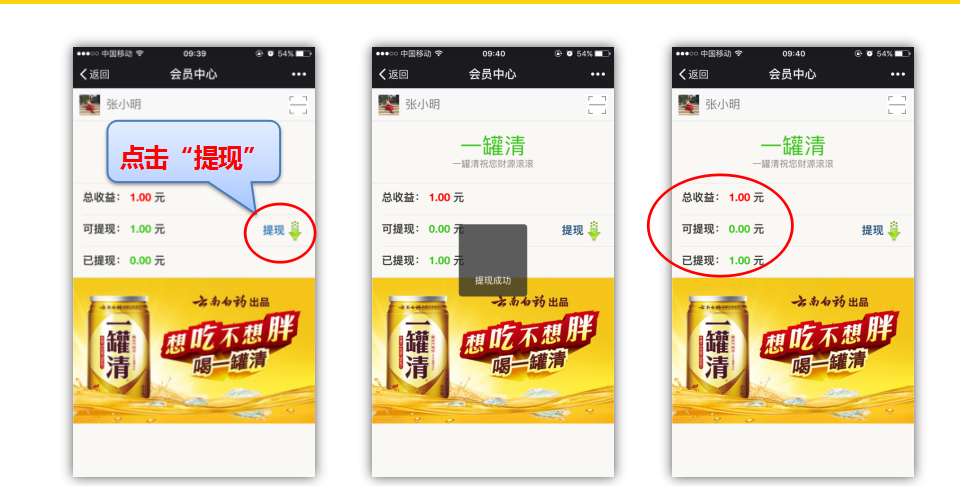 中国移动 09:39 54%
返回 会员中心
张小明
点击“提现”
总收益: 1.00 元
可提现: 1.00 元 提现
已提现: 0.00 元
云南白药 出品
一罐清
想吃不想胖
喝一罐清
中国移动 09:40 54%
返回 会员中心
张小明
一罐清
一罐清祝您财源滚滚
总收益: 1.00 元
可提现: 0.00 元 提现
已提现: 1.00 元
提现成功
云南白药 出品
一罐清
想吃不想胖
喝一罐清
中国移动 09:40 54%
返回 会员中心
张小明
一罐清
一罐清祝您财源滚滚
总收益: 1.00 元
可提现: 0.00 元 提现
已提现: 1.00 元
云南白药 出品
一罐清
想吃不想胖
喝一罐清